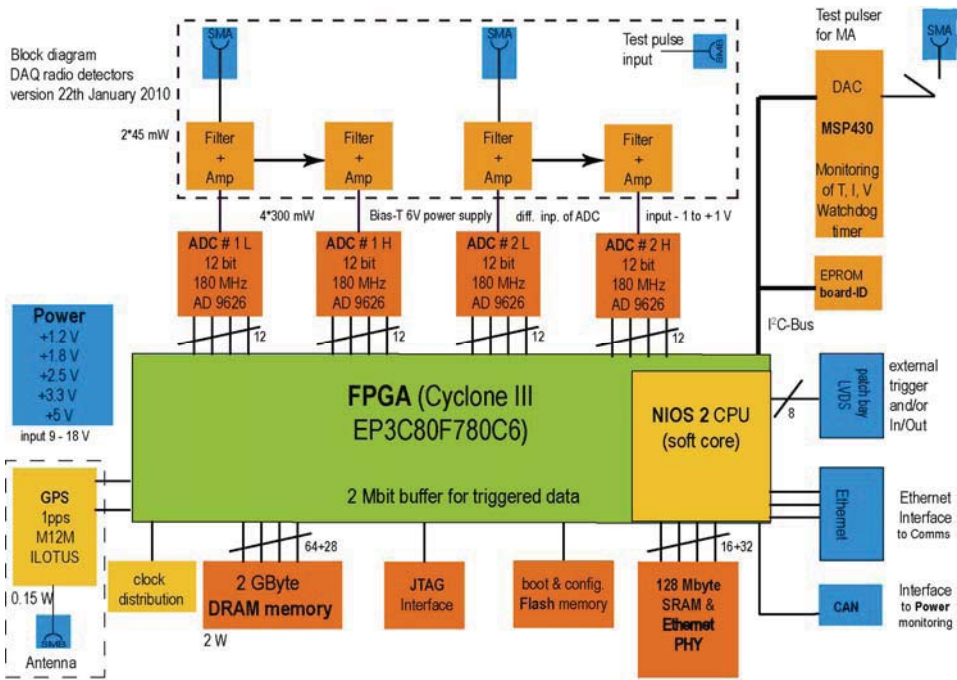 Block diagram
DAQ radio detectors
version 22th January 2010
SMA
SMA
Test pulse
input
SMB
Test pulser
for MA
SMA
2*45 mW
Filter
+
Amp
Filter
+
Amp
Filter
+
Amp
Filter
+
Amp
DAC
MSP430
Monitoring
of T, I, V
Watchdog
timer
4*300 mW
Bias-T 6V power supply
diff. inp. of ADC
input - 1 to + 1 V
ADC # 1 L
12 bit
180 MHz
AD 9626
ADC # 1 H
12 bit
180 MHz
AD 9626
ADC # 2 L
12 bit
180 MHz
AD 9626
ADC # 2 H
12 bit
180 MHz
AD 9626
EPROM
board-ID
I²C-Bus
12
12
12
12
Power
+1.2 V
+1.8 V
+2.5 V
+3.3 V
+5 V
input 9 - 18 V
FPGA (Cyclone III
EP3C80F780C6)
2 Mbit buffer for triggered data
NIOS 2 CPU
(soft core)
8
patch bay
LVDS
external
trigger
and/or
In/Out
GPS
1pps
M12M
ILOTUS
0.15 W
SMB
Antenna
Ethernet
Ethernet
Interface
to Comms
clock
distribution
64+28
2 GByte
DRAM memory
2 W
JTAG
Interface
boot & config.
Flash memory
16+32
128 Mbyte
SRAM &
Ethernet
PHY
CAN
Interface
to Power
monitoring